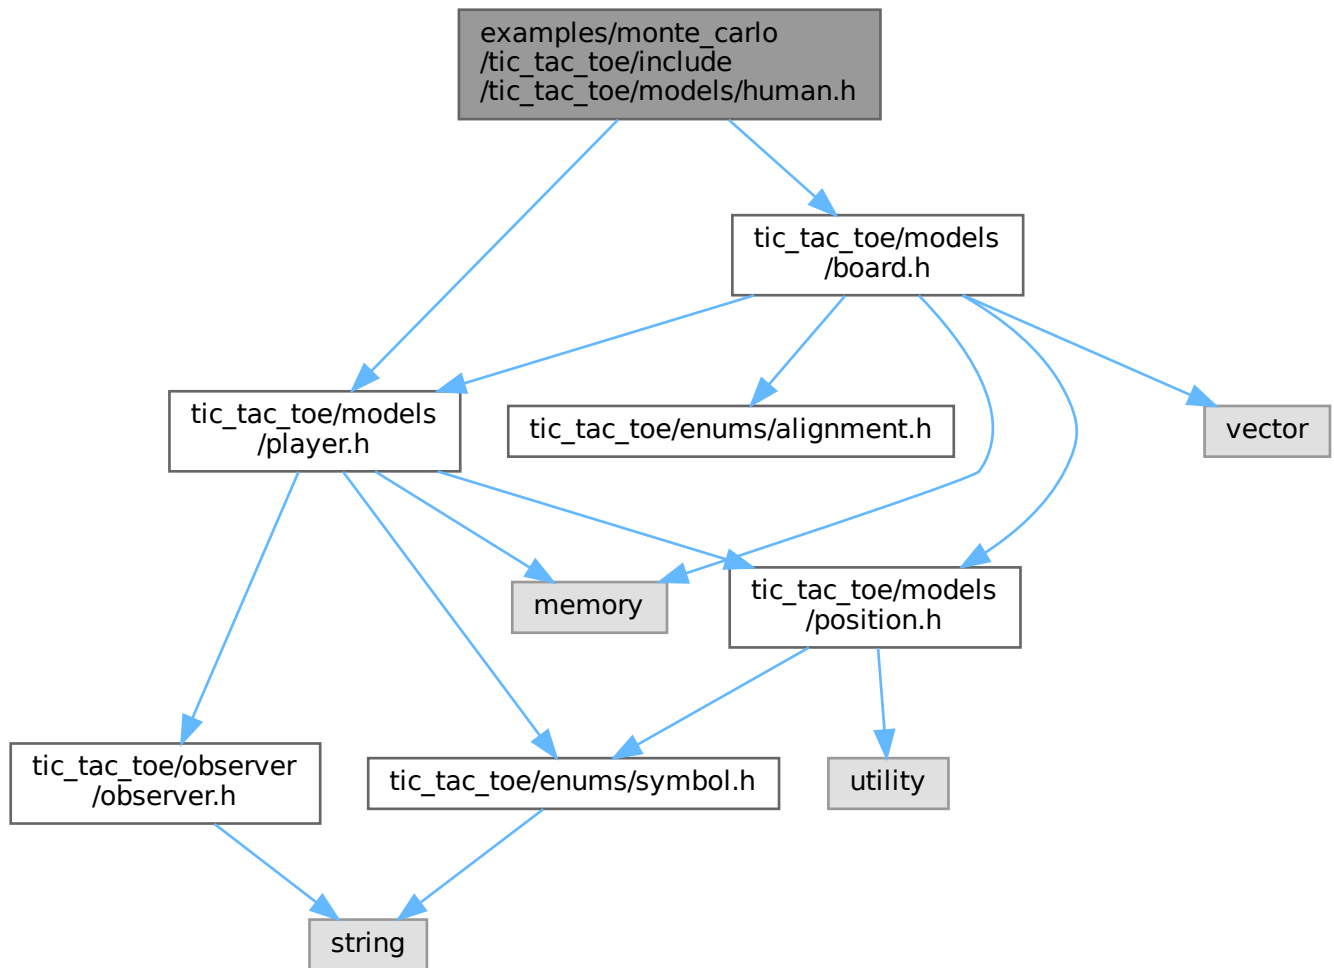 examples/monte_carlo
/tic_tac_toe/include
/tic_tac_toe/models/human.h
tic_tac_toe/models
/board.h
tic_tac_toe/models
/player.h
tic_tac_toe/enums/alignment.h
vector
memory
tic_tac_toe/models
/position.h
tic_tac_toe/observer
/observer.h
tic_tac_toe/enums/symbol.h
utility
string